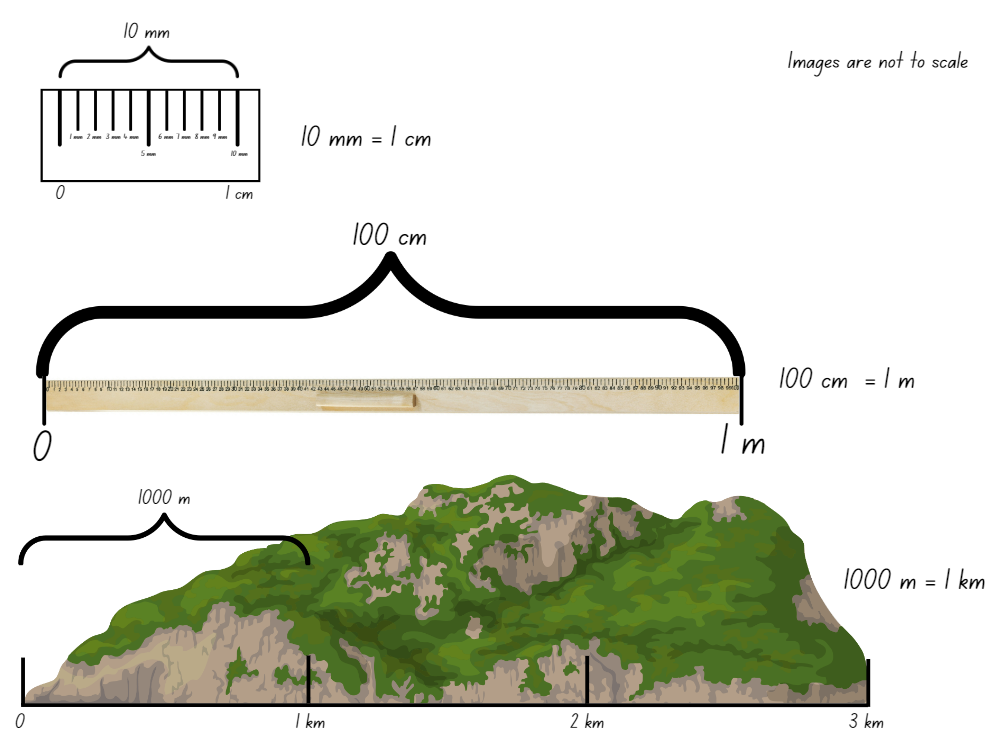 10 mm
Images are not to scale
1 mm 2 mm 3 mm 4 mm 6 mm 7 mm 8 mm 9 mm
5 mm 10 mm
10 mm = 1 cm
0 1 cm
100 cm
100 cm = 1 m
0 1 m
1000 m
1000 m = 1 km
0 1 km 2 km 3 km